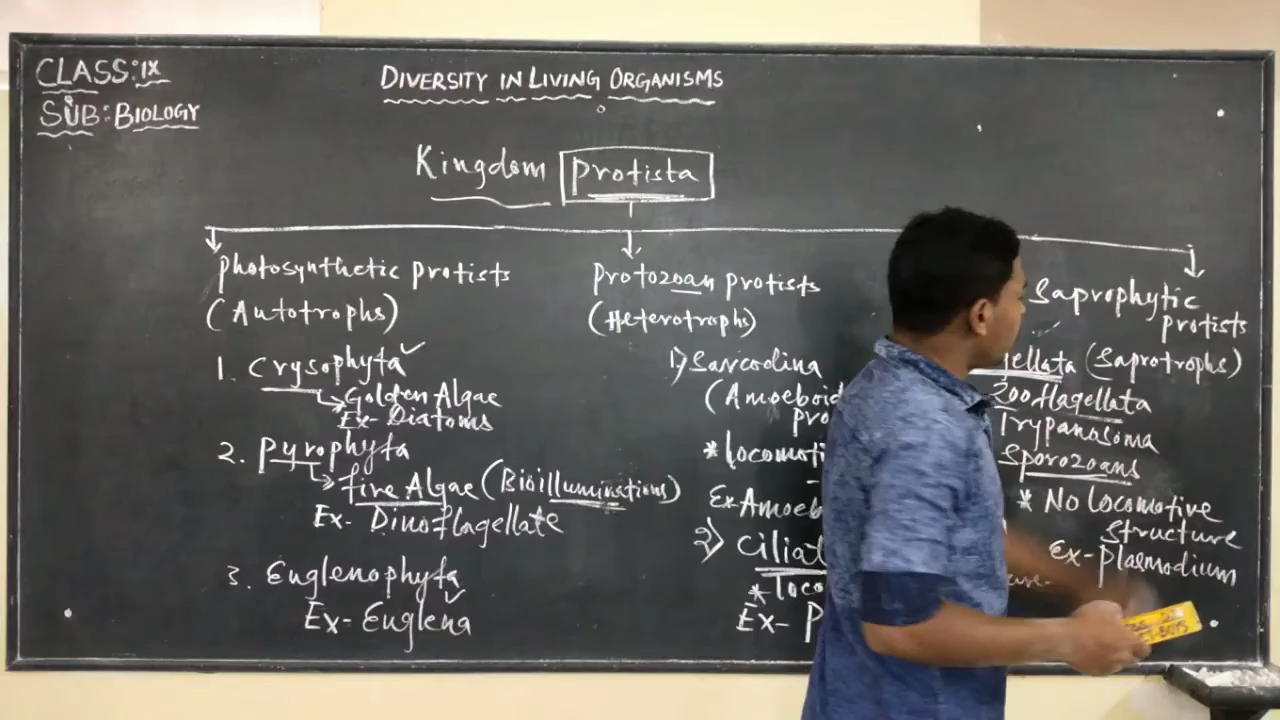 CLASS: IX
SUB: BIOLOGY
DIVERSITY IN LIVING ORGANISMS
Kingdom Protista
Photosynthetic protists
(Autotrophs)
1. Crysophyta ✓
Golden Algae
Ex- Diatoms
2. Pyrophyta
fire Algae (Bioilluminations)
Ex- Dinoflagellate
3. Euglenophyta
Ex- Euglena
Protozoan protists
(Heterotrophs)
1) Sarcodina
(Amoeboid
pro
* locomoti
Ex- Amoeb
2) Ciliat
* loco
Ex- P
Saprophytic
protists
gellata (Saprotrophs)
Zooflagellata
Trypanosoma
Sporozoans
* No locomotive
structure
Ex- Plasmodium